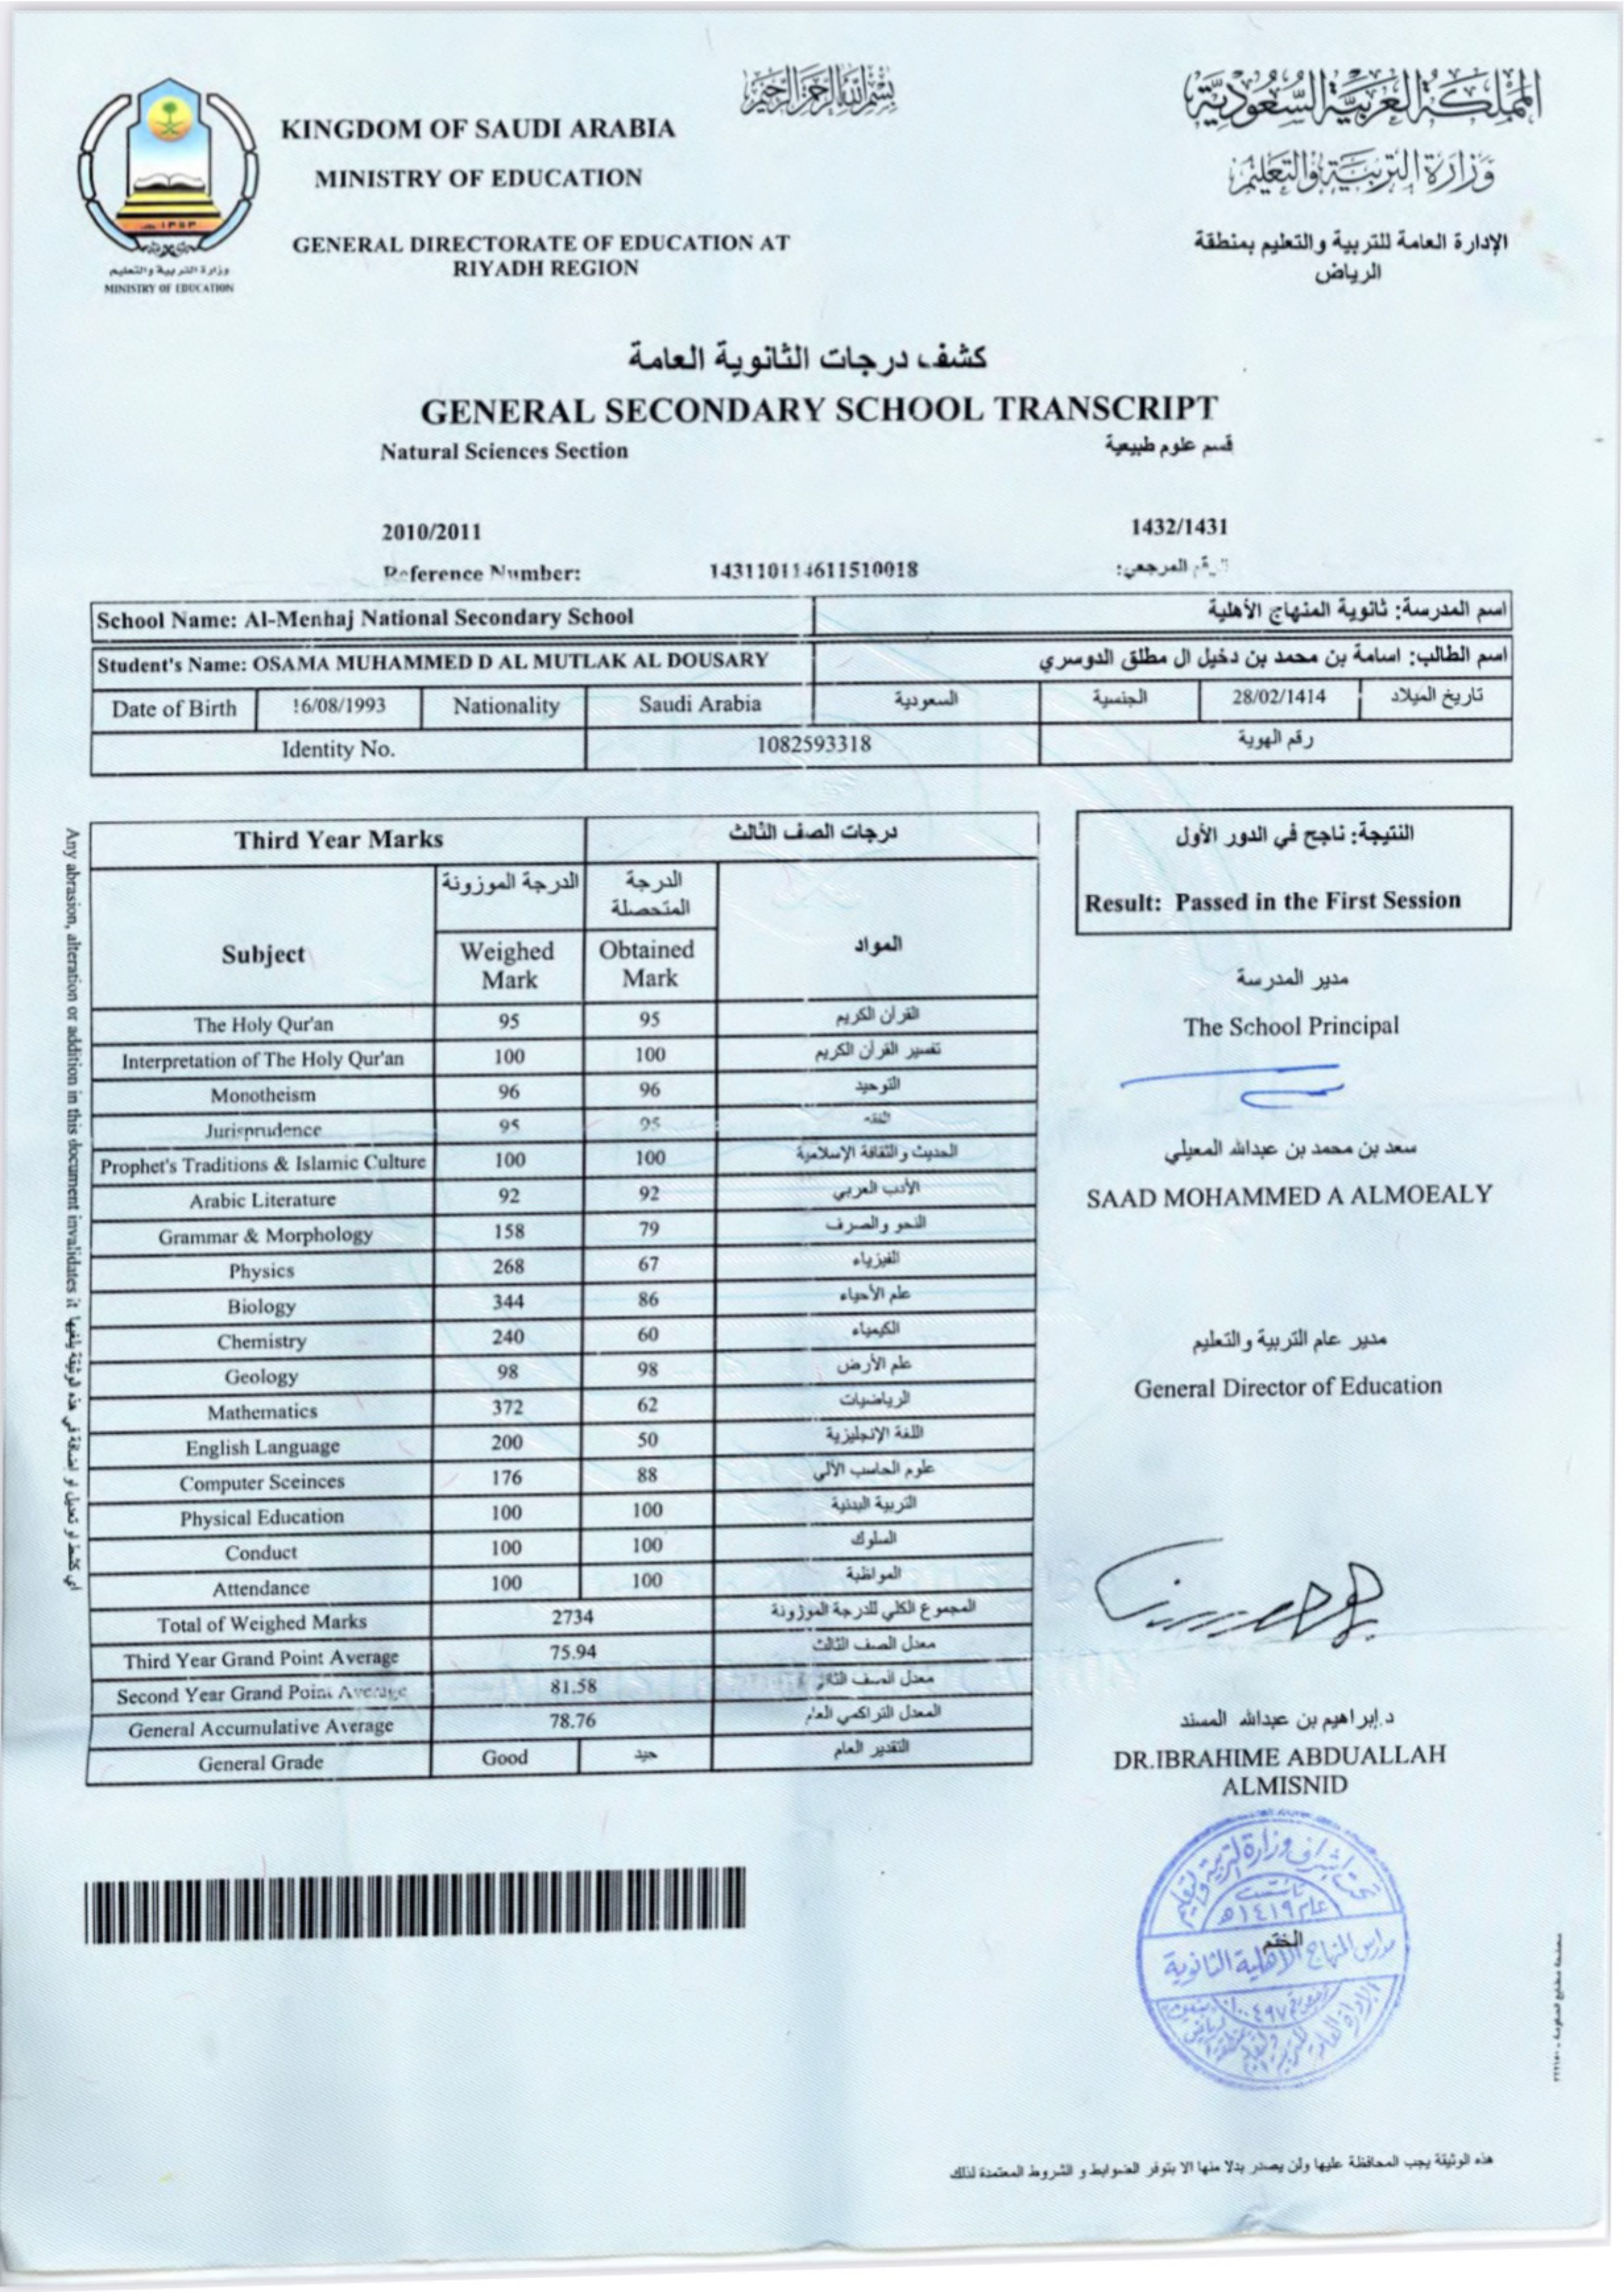 بسم الله الرحمن الرحيم
KINGDOM OF SAUDI ARABIA
MINISTRY OF EDUCATION
GENERAL DIRECTORATE OF EDUCATION AT
RIYADH REGION
المملكة العربية السعودية
وزارة التربية والتعليم
الإدارة العامة للتربية والتعليم بمنطقة
الرياض
١٣٧٣ هـ
وزارة التربية والتعليم
MINISTRY OF EDUCATION
كشف درجات الثانوية العامة
GENERAL SECONDARY SCHOOL TRANSCRIPT
Natural Sciences Section قسم علوم طبيعية
2010/2011 1432/1431
Reference Number: 143110114611510018 الرقم المرجعي:
School Name: Al-Menhaj National Secondary School اسم المدرسة: ثانوية المنهاج الأهلية
Student's Name: OSAMA MUHAMMED D AL MUTLAK AL DOUSARY اسم الطالب: اسامة بن محمد بن دخيل ال مطلق الدوسري
Date of Birth 16/08/1993 Nationality Saudi Arabia السعودية الجنسية 28/02/1414 تاريخ الميلاد
Identity No. 1082593318 رقم الهوية
Third Year Marks درجات الصف الثالث
الدرجة الموزونة الدرجة المتحصلة
Subject Weighed Mark Obtained Mark المواد
The Holy Qur'an 95 95 القرآن الكريم
Interpretation of The Holy Qur'an 100 100 تفسير القرآن الكريم
Monotheism 96 96 التوحيد
Jurisprudence 95 95 الفقه
Prophet's Traditions & Islamic Culture 100 100 الحديث والثقافة الإسلامية
Arabic Literature 92 92 الأدب العربي
Grammar & Morphology 158 79 النحو والصرف
Physics 268 67 الفيزياء
Biology 344 86 علم الأحياء
Chemistry 240 60 الكيمياء
Geology 98 98 علم الأرض
Mathematics 372 62 الرياضيات
English Language 200 50 اللغة الإنجليزية
Computer Sceinces 176 88 علوم الحاسب الآلي
Physical Education 100 100 التربية البدنية
Conduct 100 100 السلوك
Attendance 100 100 المواظبة
Total of Weighed Marks 2734 المجموع الكلي للدرجة الموزونة
Third Year Grand Point Average 75.94 معدل الصف الثالث
Second Year Grand Point Average 81.58 معدل الصف الثاني
General Accumulative Average 78.76 المعدل التراكمي العام
General Grade Good جيد التقدير العام
النتيجة: ناجح في الدور الأول
Result: Passed in the First Session
مدير المدرسة
The School Principal
سعد بن محمد بن عبدالله المعيلي
SAAD MOHAMMED A ALMOEALY
مدير عام التربية والتعليم
General Director of Education
د.إبراهيم بن عبدالله المسند
DR.IBRAHIME ABDUALLAH
ALMISNID
تحت إشراف وزارة التربية والتعليم
تأسست
عام ١٤١٩هـ
الختم
مدارس المنهاج الأهلية الثانوية
Any abrasion, alteration or addition in this document invalidates it أي كشط أو تعديل أو اضافة في هذه الوثيقة يلغيها
هذه الوثيقة يجب المحافظة عليها ولن يصدر بدلا منها الا بتوفر الضوابط و الشروط المعتمدة لذلك